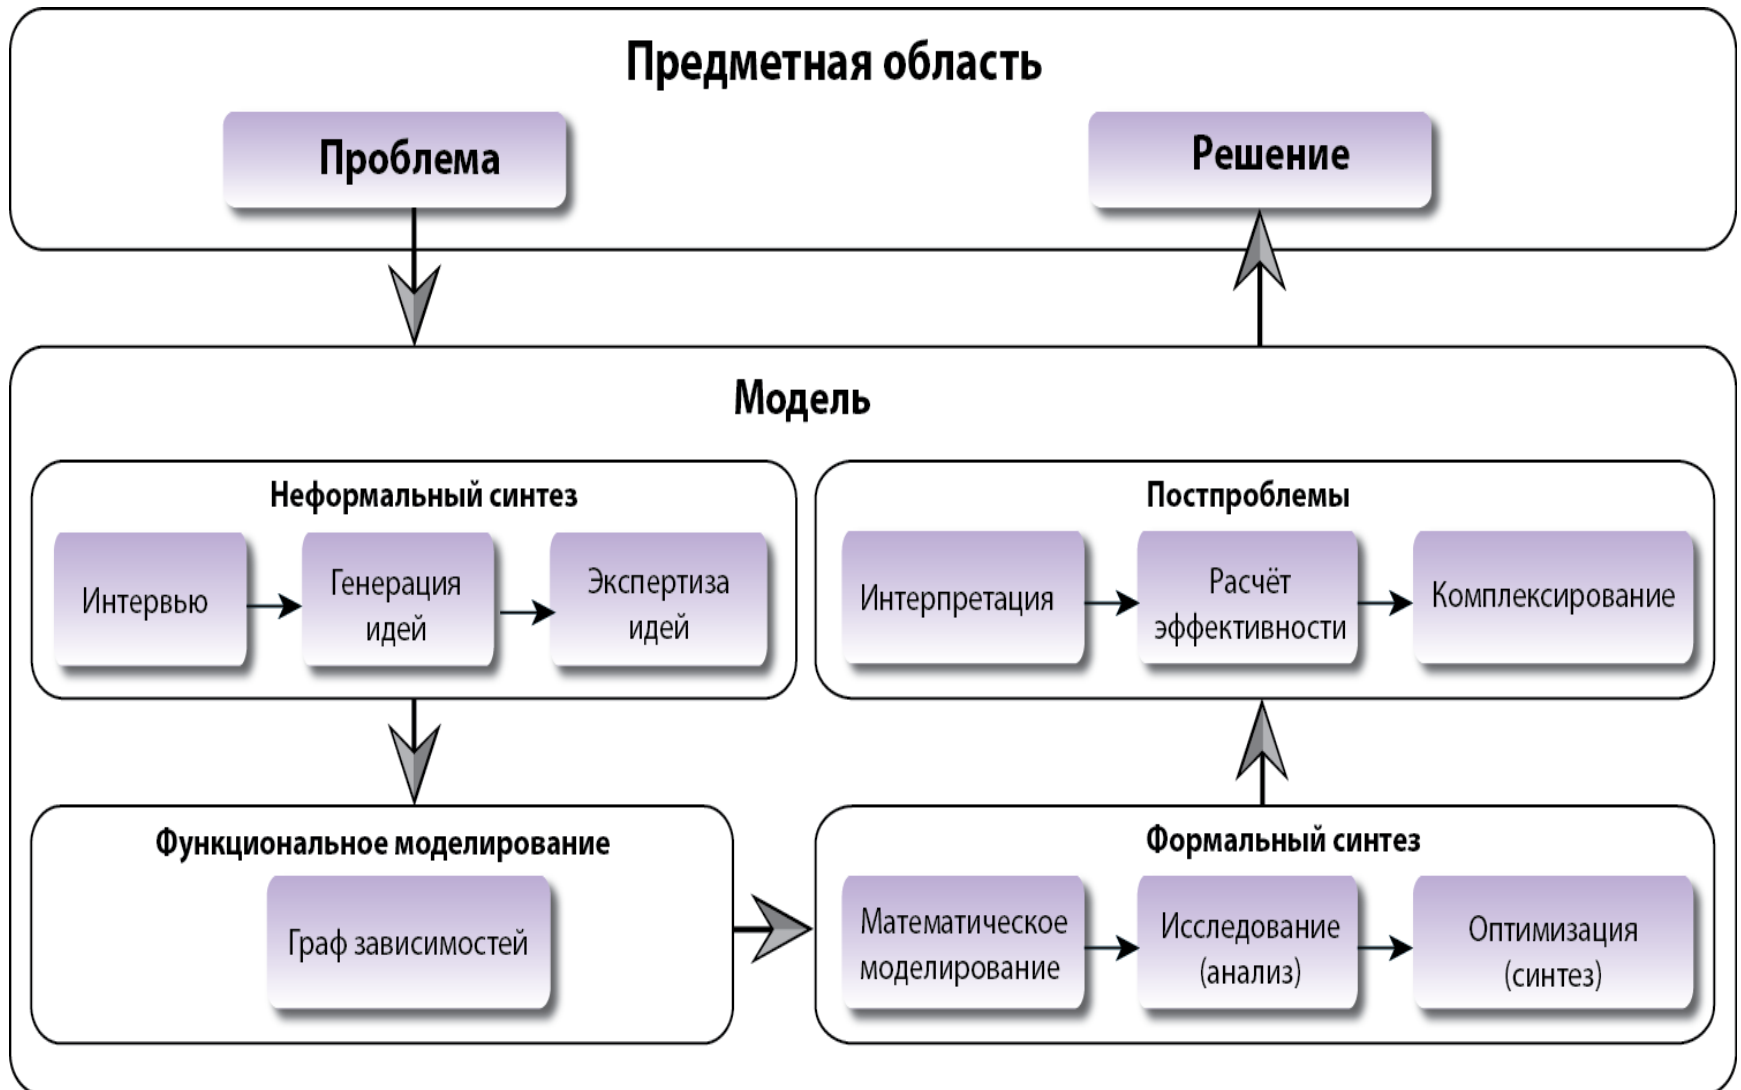 Предметная область
Проблема
Решение
Модель
Неформальный синтез
Интервью
Генерация
идей
Экспертиза
идей
Постпроблемы
Интерпретация
Расчёт
эффективности
Комплексирование
Функциональное моделирование
Граф зависимостей
Формальный синтез
Математическое
моделирование
Исследование
(анализ)
Оптимизация
(синтез)